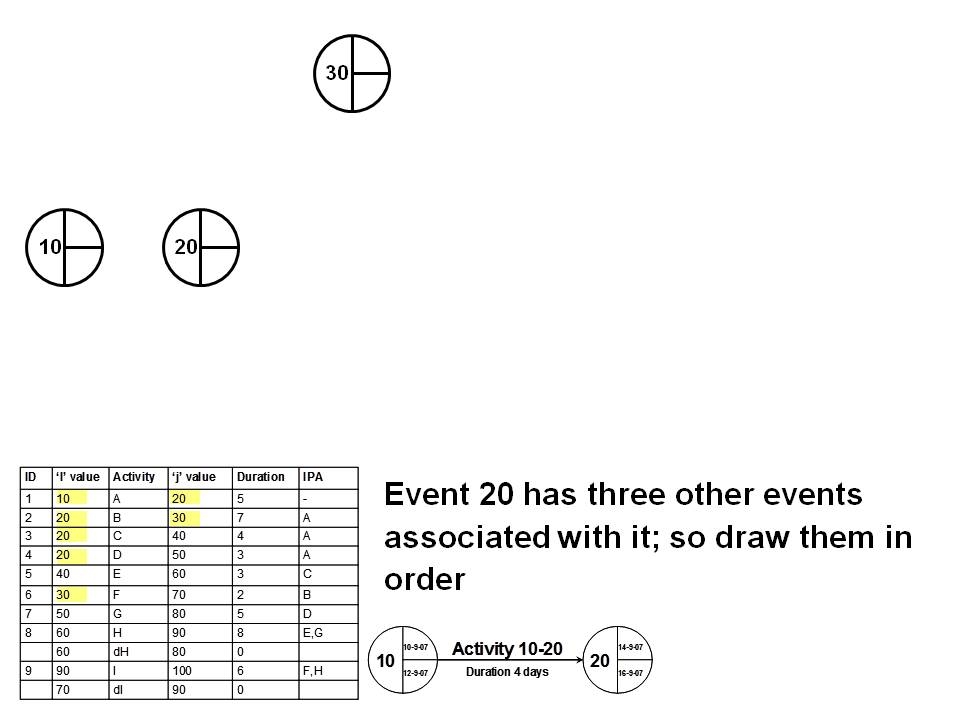 30
10 20
ID 'I' value Activity 'j' value Duration IPA
1 10 A 20 5 -
2 20 B 30 7 A
3 20 C 40 4 A
4 20 D 50 3 A
5 40 E 60 3 C
6 30 F 70 2 B
7 50 G 80 5 D
8 60 H 90 8 E,G
60 dH 80 0
9 90 I 100 6 F,H
70 dI 90 0
Event 20 has three other events
associated with it; so draw them in
order
10 10-9-07 12-9-07 Activity 10-20 Duration 4 days 20 14-9-07 16-9-07